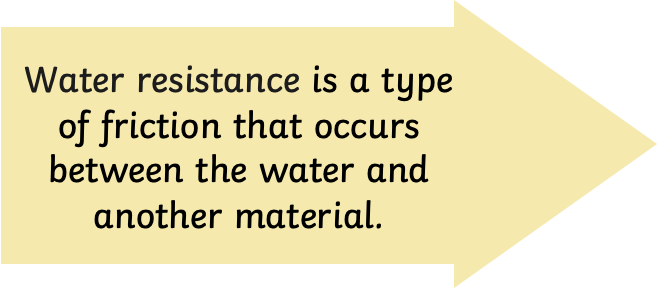 Water resistance is a type
of friction that occurs
between the water and
another material.